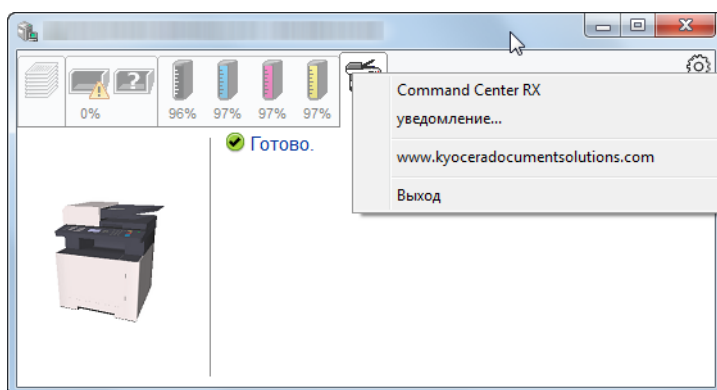 0%
96%
97%
97%
97%
Command Center RX
уведомление...
www.kyoceradocumentsolutions.com
Выход
Готово.